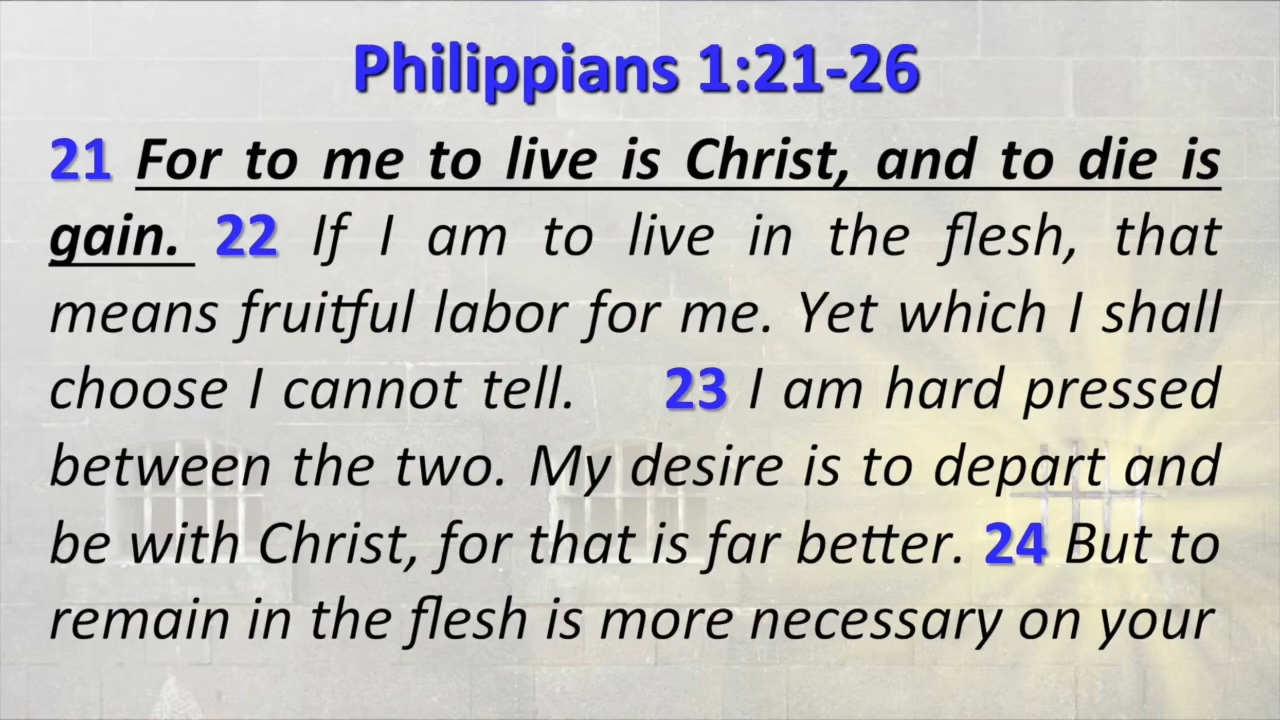 Philippians 1:21-26
21 For to me to live is Christ, and to die is
gain. 22 If I am to live in the flesh, that
means fruitful labor for me. Yet which I shall
choose I cannot tell. 23 I am hard pressed
between the two. My desire is to depart and
be with Christ, for that is far better. 24 But to
remain in the flesh is more necessary on your